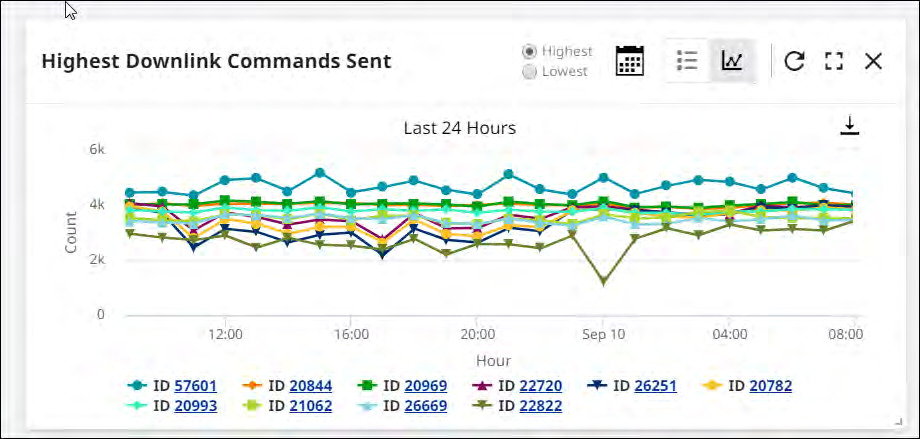 Highest Downlink Commands Sent
Highest
Lowest
Last 24 Hours
6k
4k
2k
0
Count
12:00 16:00 20:00 Sep 10 04:00 08:00
Hour
ID 57601 ID 20844 ID 20969 ID 22720 ID 26251 ID 20782
ID 20993 ID 21062 ID 26669 ID 22822